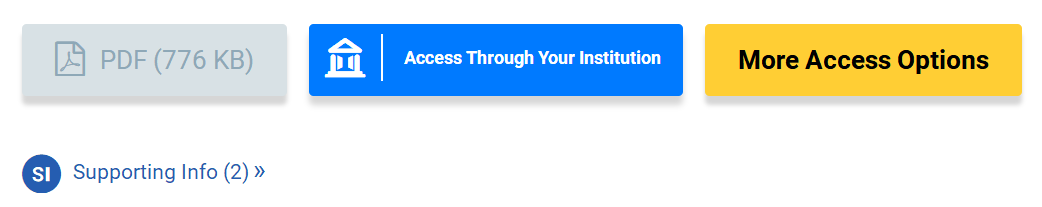 PDF (776 KB)
Access Through Your Institution
More Access Options
SI Supporting Info (2) »